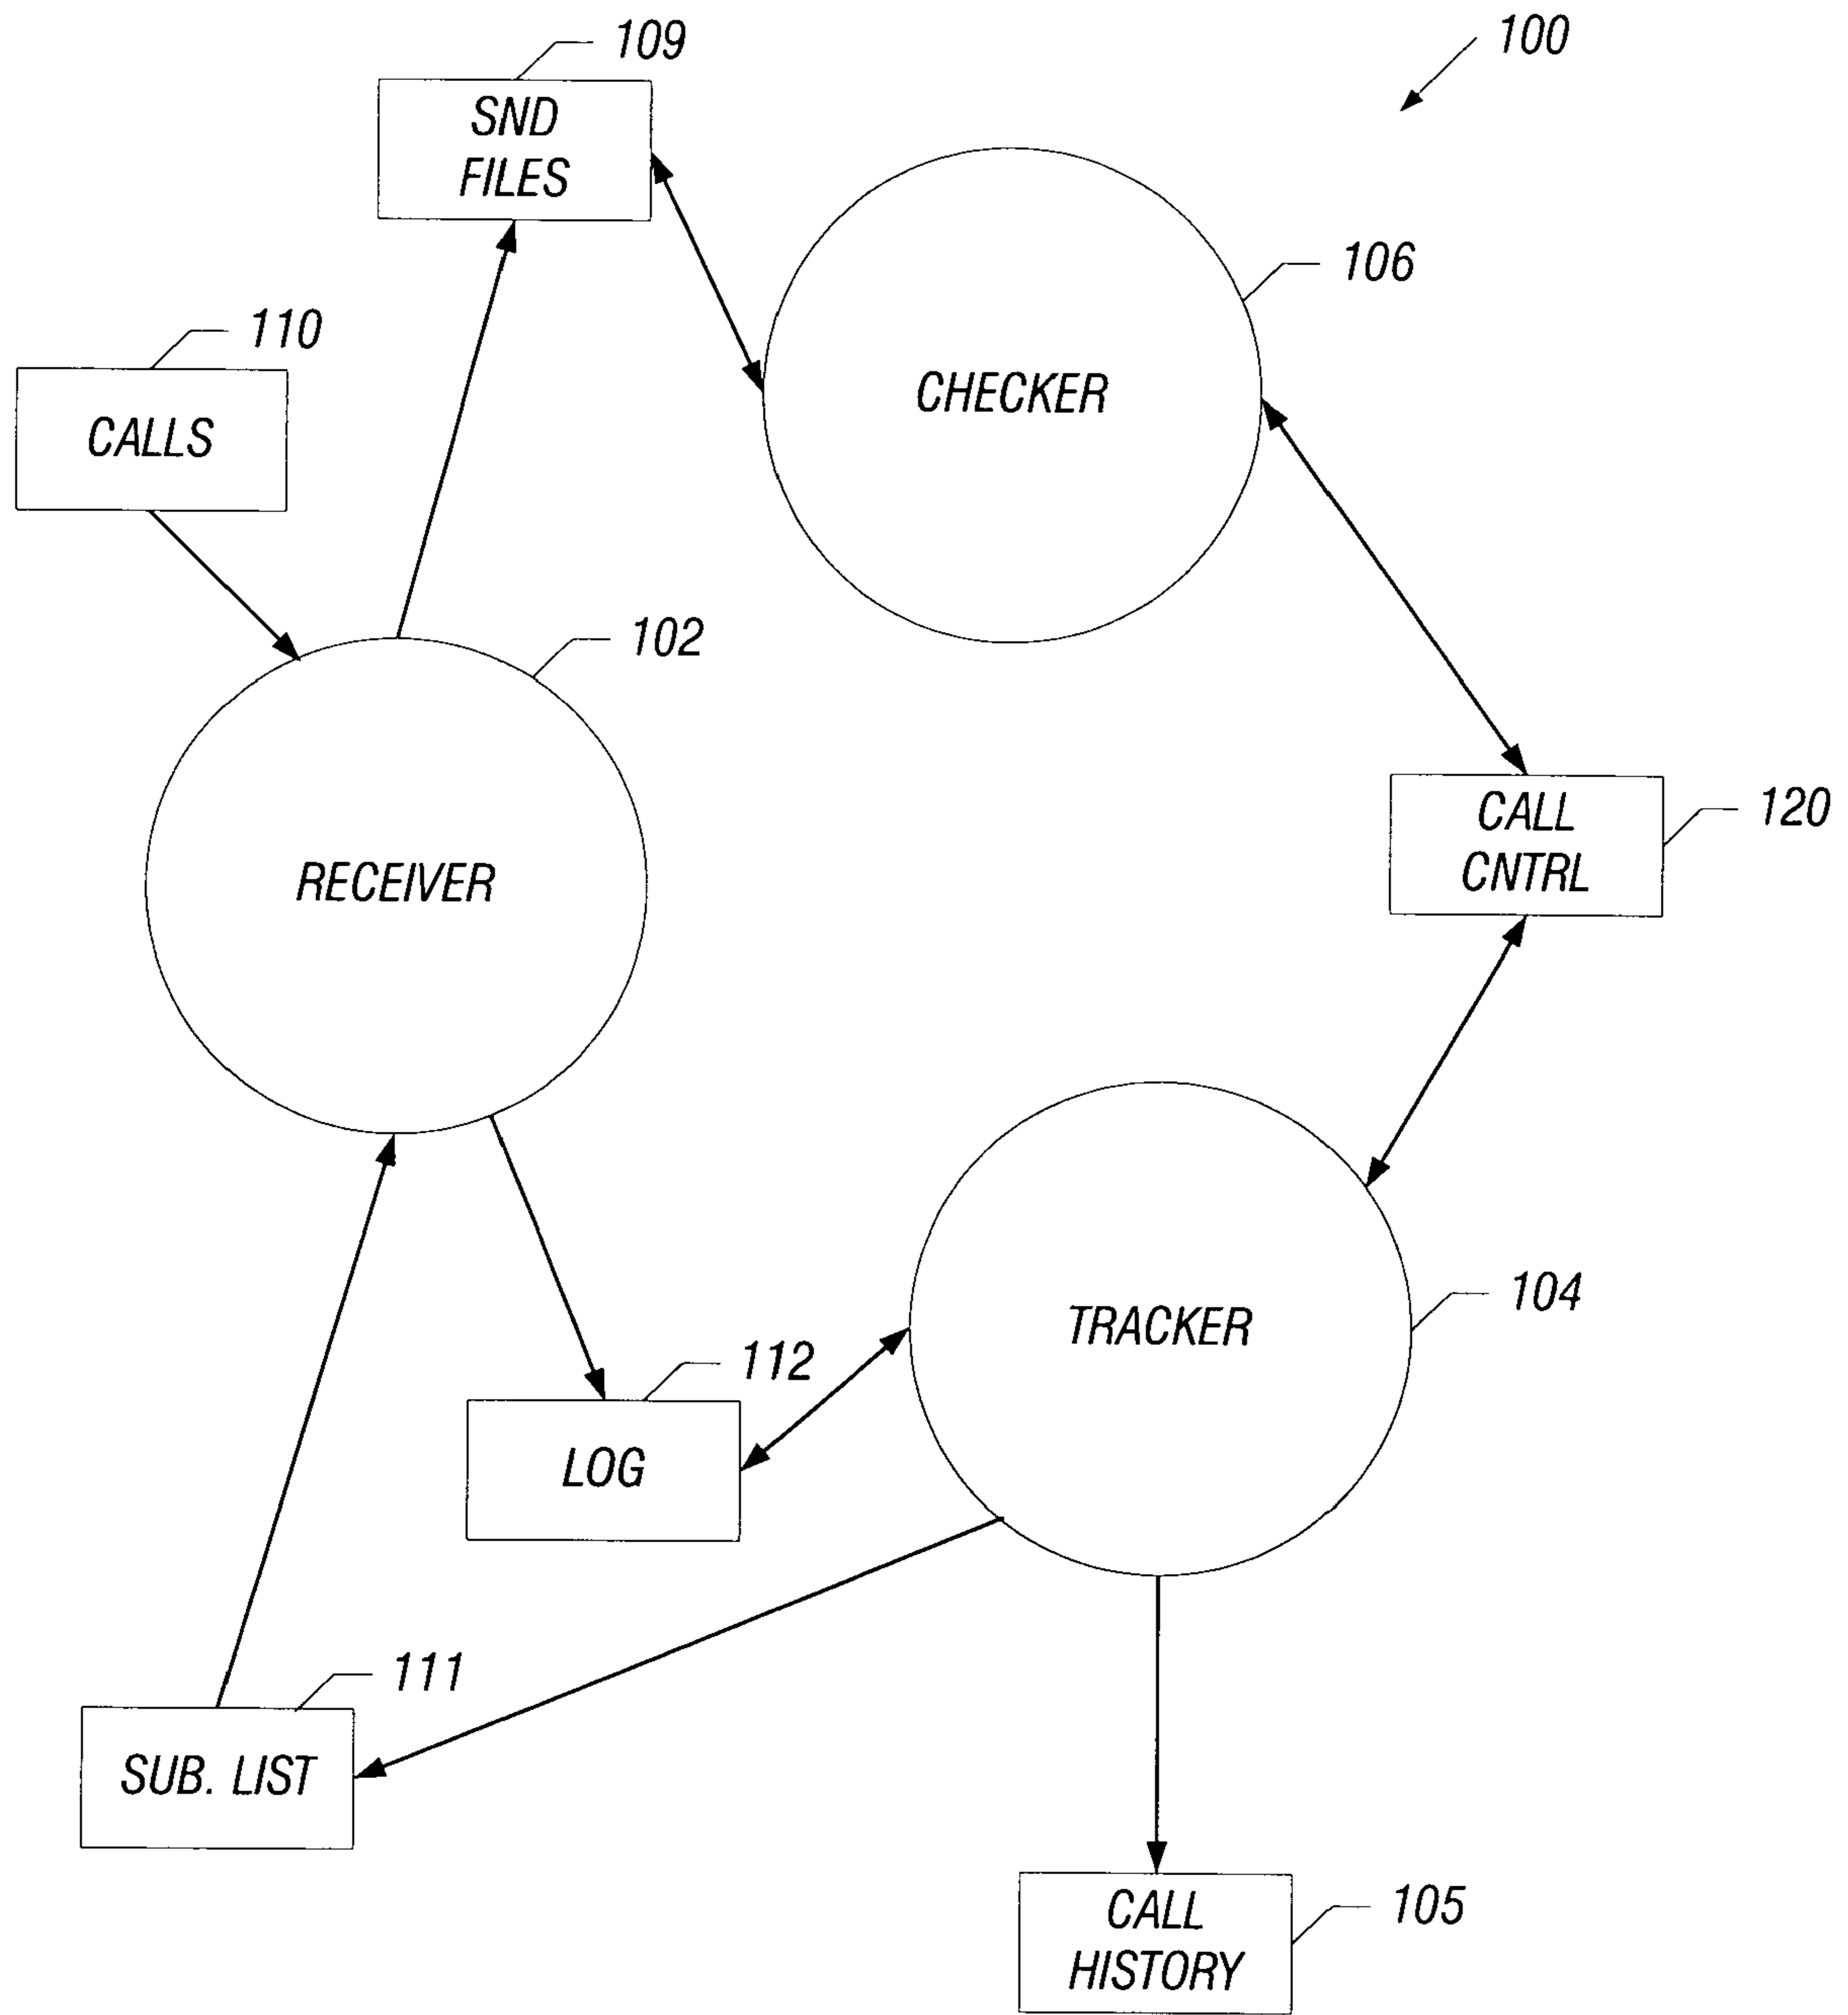 100
109
SND
FILES
106
CHECKER
110
CALLS
102
RECEIVER
120
CALL
CNTRL
104
TRACKER
112
LOG
111
SUB. LIST
105
CALL
HISTORY